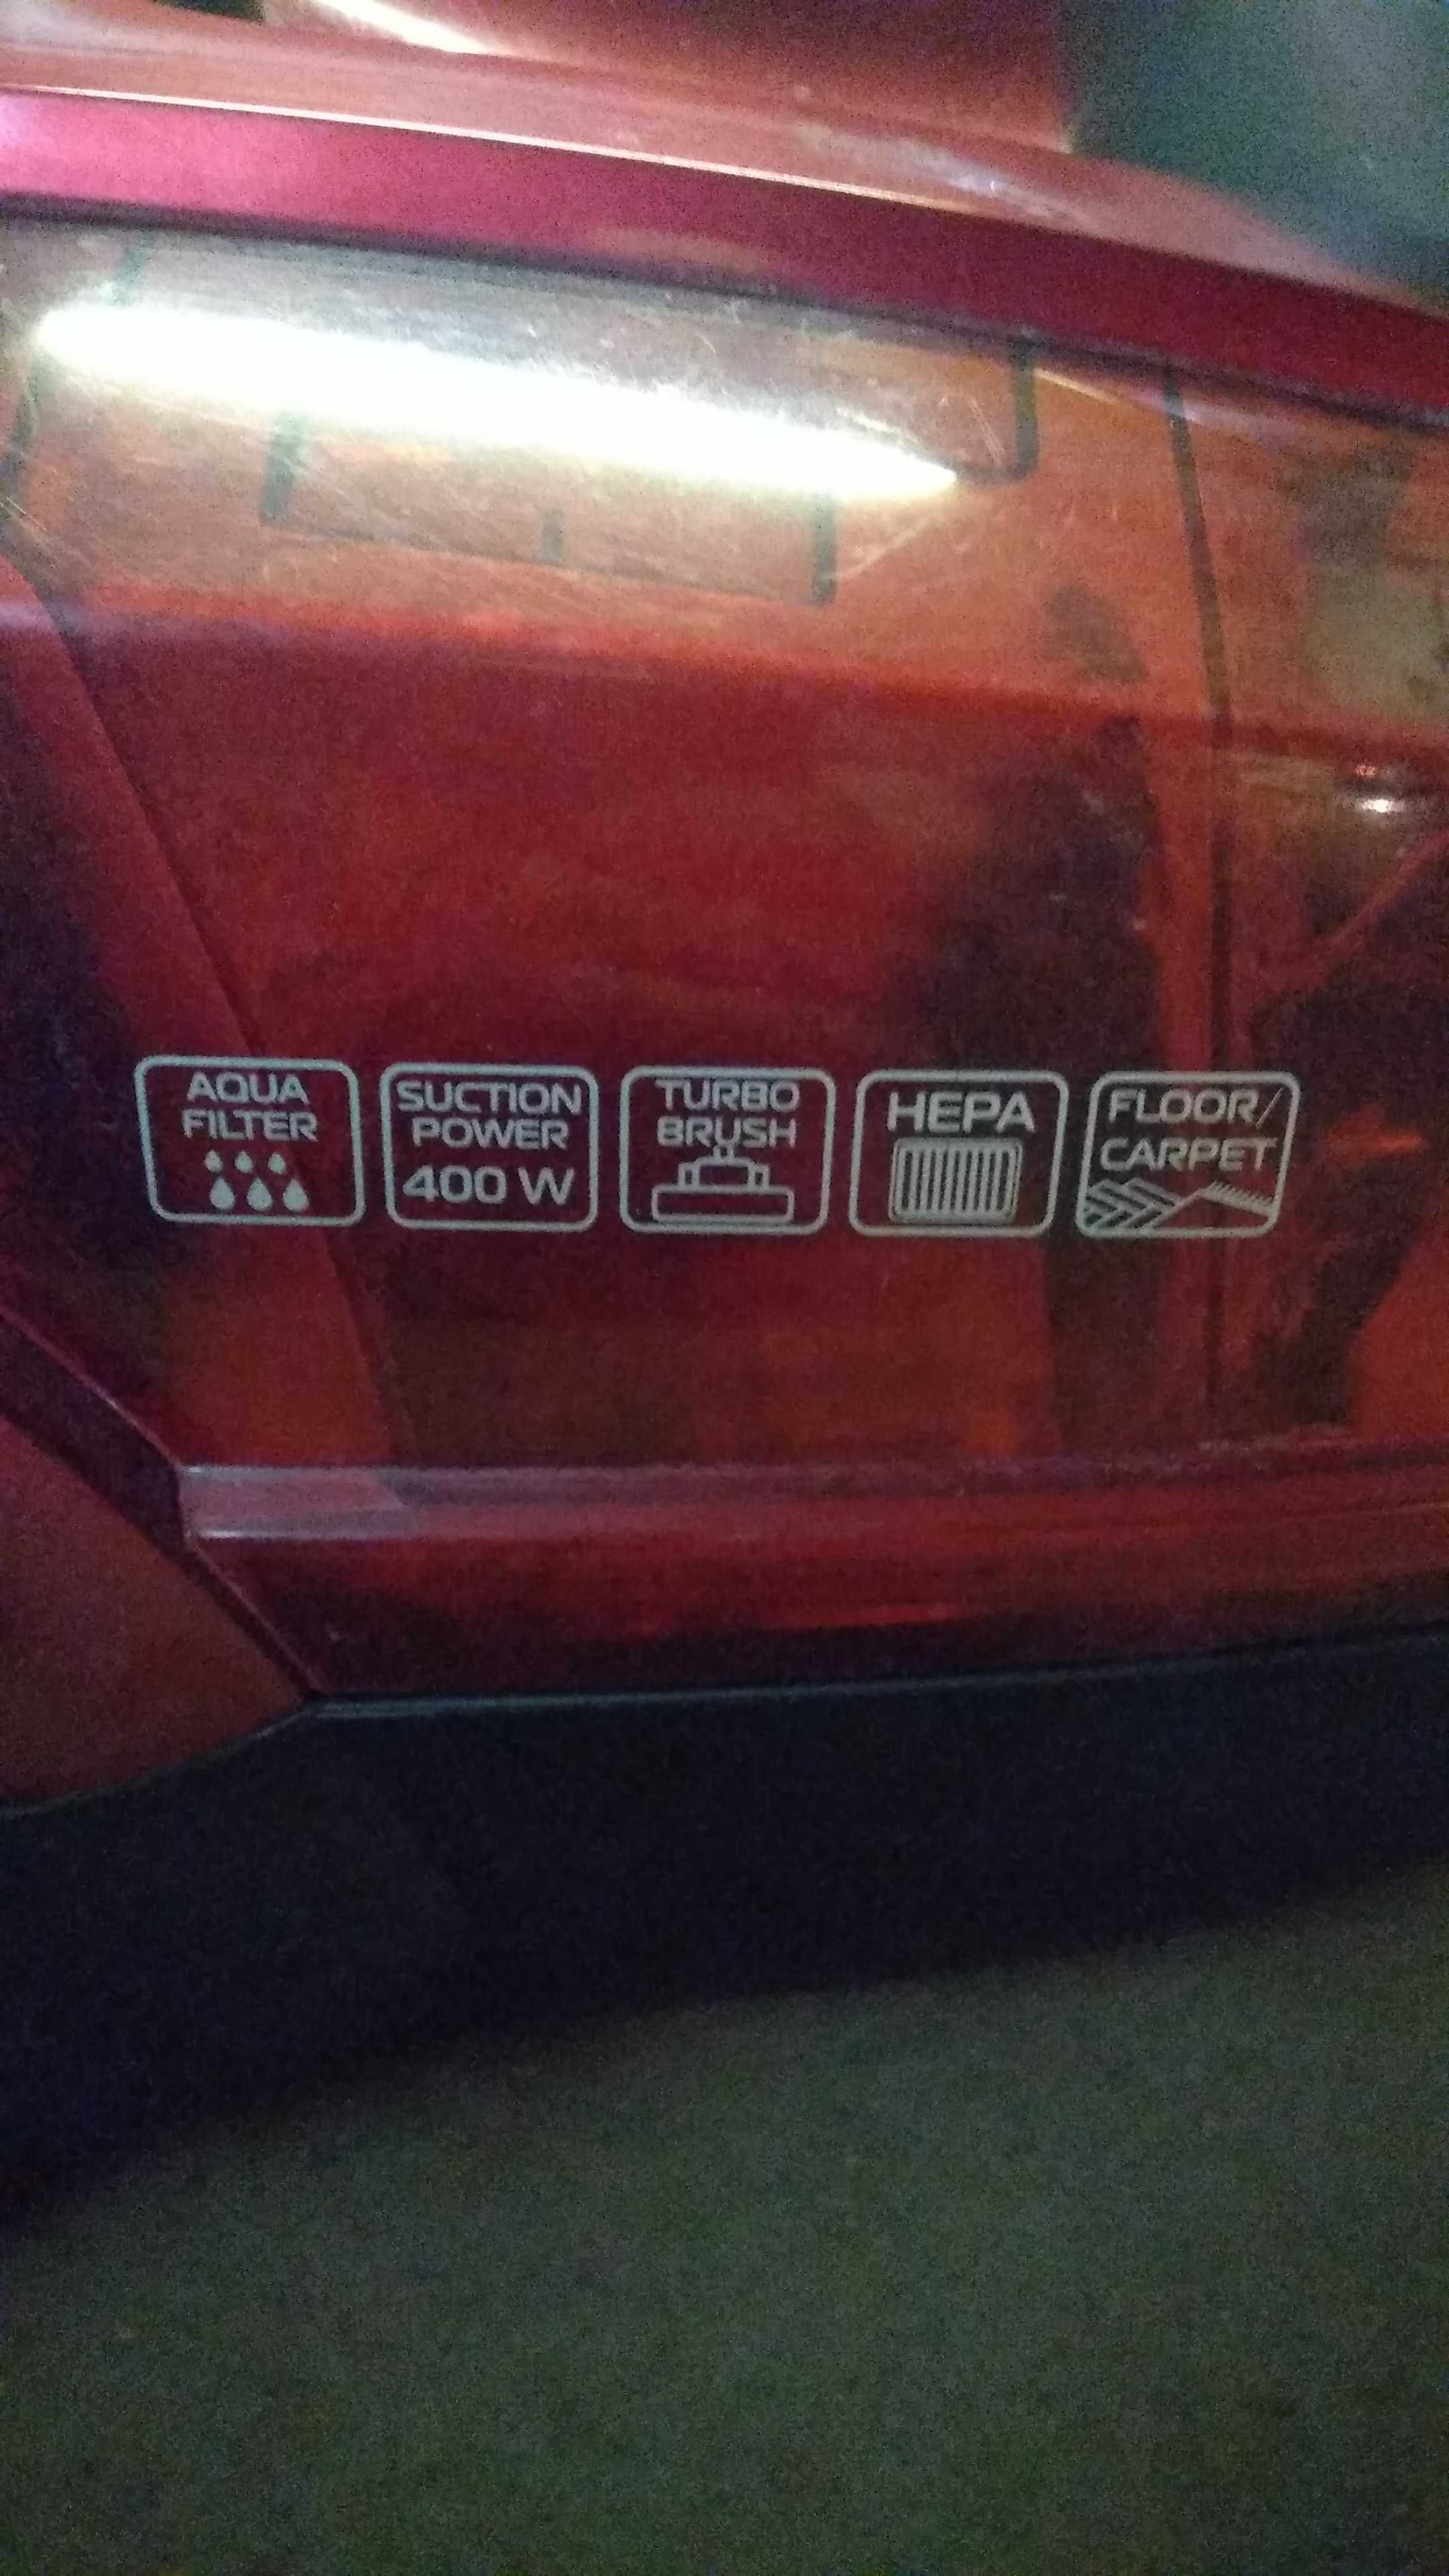 AQUA
FILTER
SUCTION
POWER
400 W
TURBO
BRUSH
HEPA
FLOOR/
CARPET